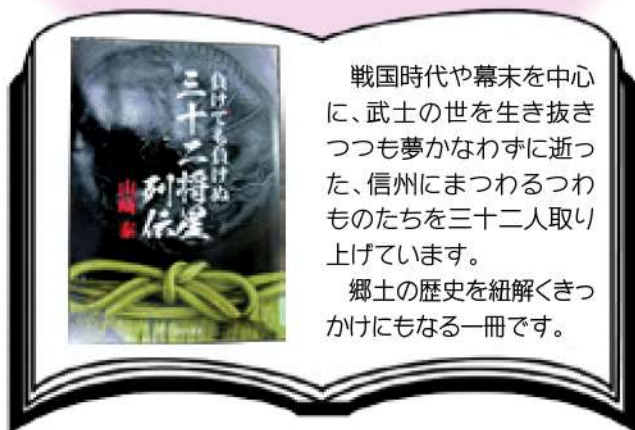 負けても負けぬ
三十二将星
列伝
山崎 泰
戦国時代や幕末を中心
に、武士の世を生き抜き
つつも夢かなわずに逝っ
た、信州にまつわるつわ
ものたちを三十二人取り
上げています。
郷土の歴史を紐解くきっ
かけにもなる一冊です。